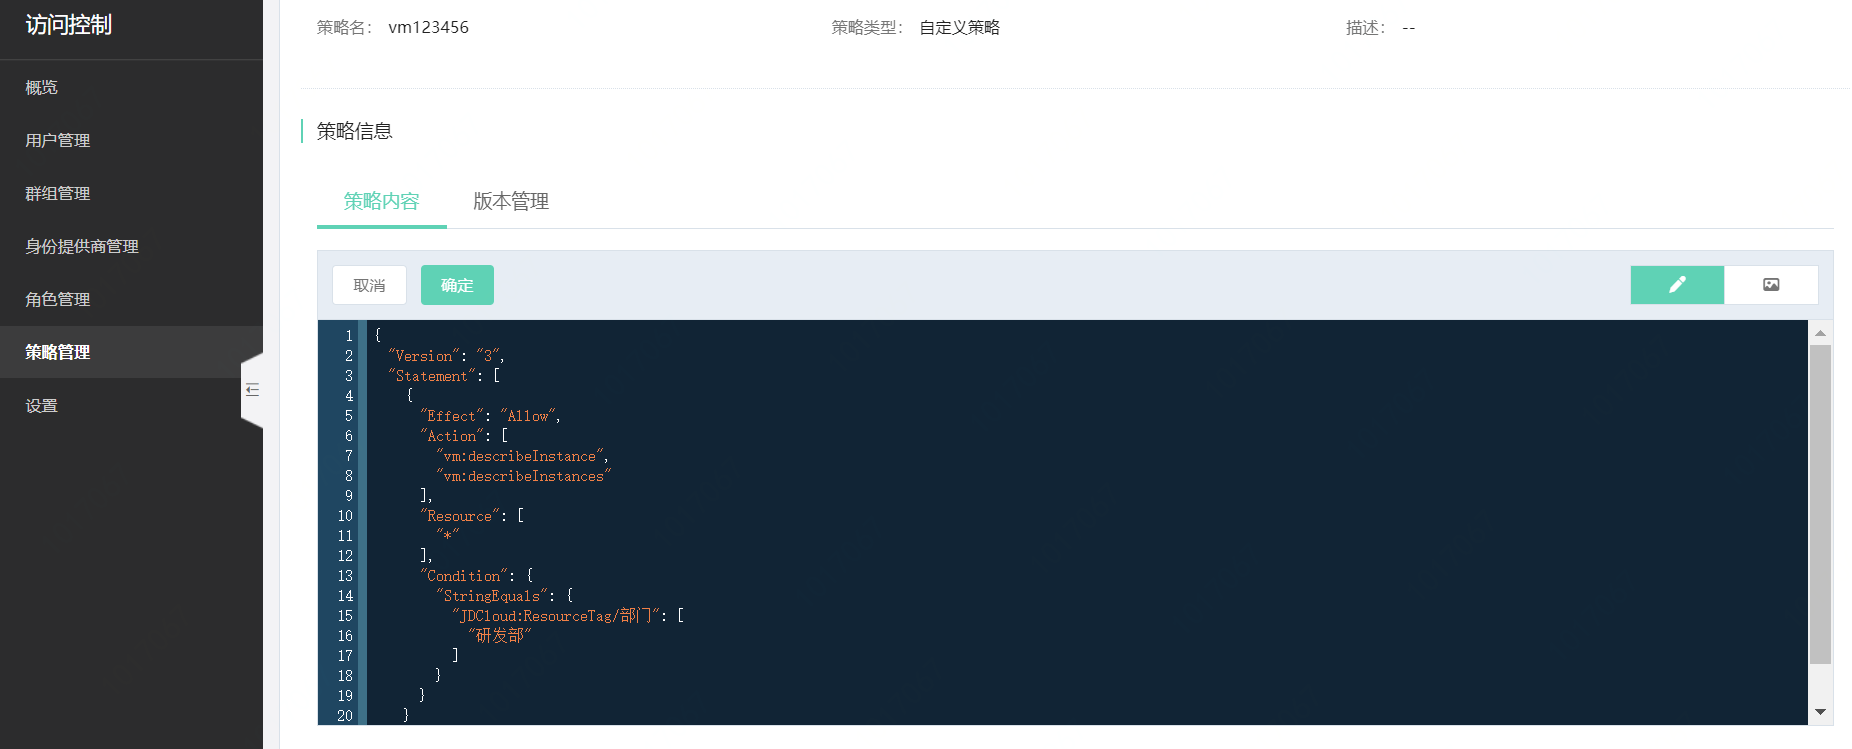 访问控制
概览
用户管理
群组管理
身份提供商管理
角色管理
策略管理
设置
策略名： vm123456
策略类型： 自定义策略
描述： --
策略信息
策略内容
版本管理
取消
确定
1 {
2 "Version": "3",
3 "Statement": [
4 {
5 "Effect": "Allow",
6 "Action": [
7 "vm:describeInstance",
8 "vm:describeInstances"
9 ],
10 "Resource": [
11 "*"
12 ],
13 "Condition": {
14 "StringEquals": {
15 "JDCloud:ResourceTag/部门": [
16 "研发部"
17 ]
18 }
19 }
20 }